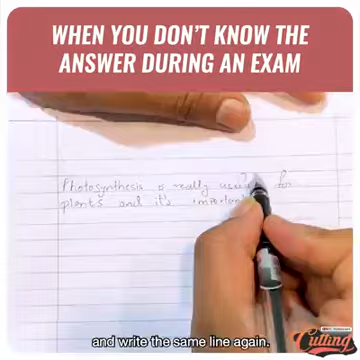 WHEN YOU DON'T KNOW THE
ANSWER DURING AN EXAM
Photosynthesis is really useful for
plants and it's important
and write the same line again.
Cutting